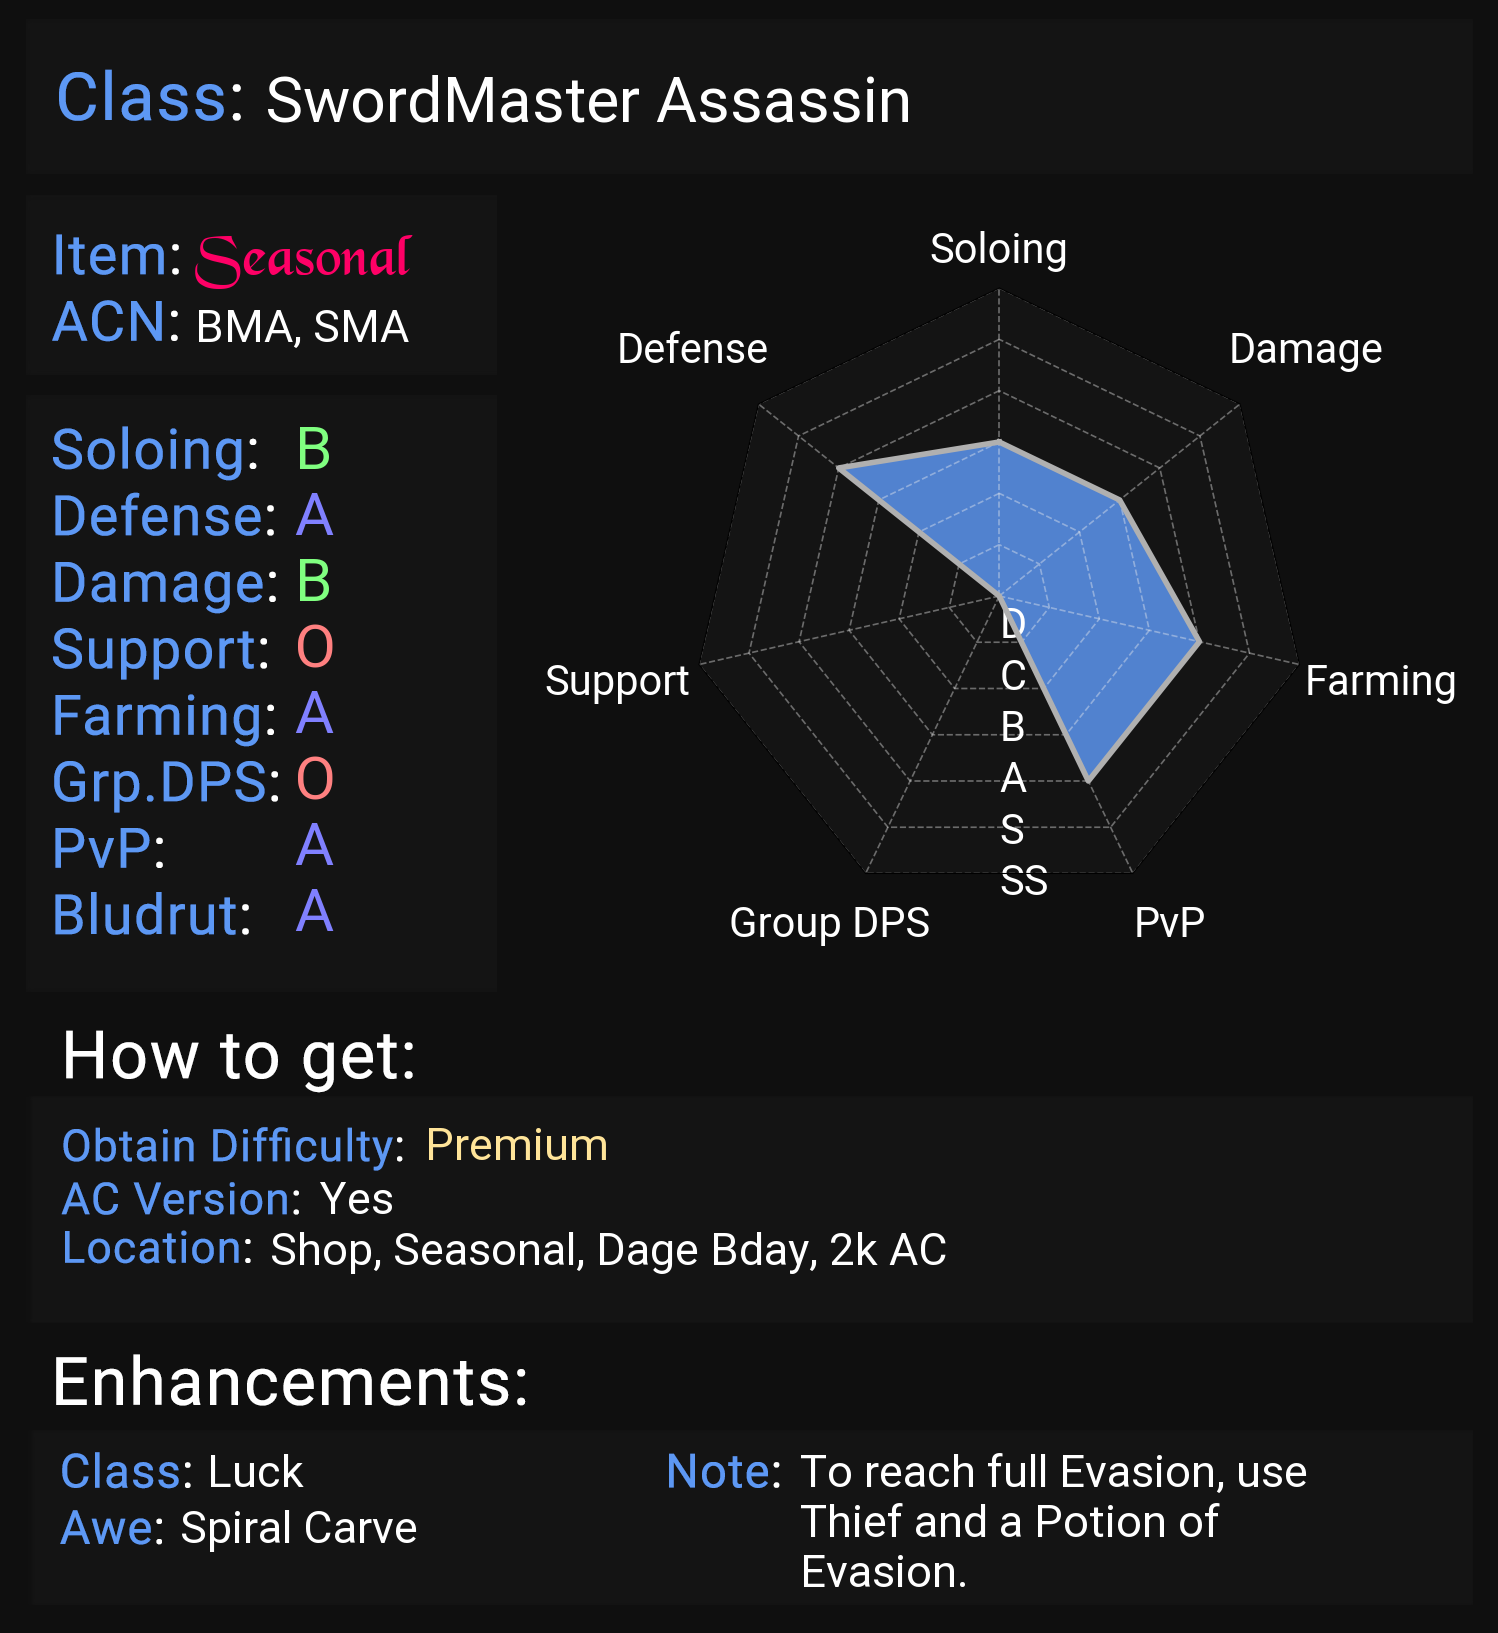 Class: SwordMaster Assassin
Item: Seasonal
ACN: BMA, SMA
Soloing: B
Defense: A
Damage: B
Support: O
Farming: A
Grp.DPS: O
PvP: A
Bludrut: A
Soloing
Defense
Damage
Support
Farming
D
C
B
A
S
SS
Group DPS
PvP
How to get:
Obtain Difficulty: Premium
AC Version: Yes
Location: Shop, Seasonal, Dage Bday, 2k AC
Enhancements:
Class: Luck
Awe: Spiral Carve
Note: To reach full Evasion, use
Thief and a Potion of
Evasion.